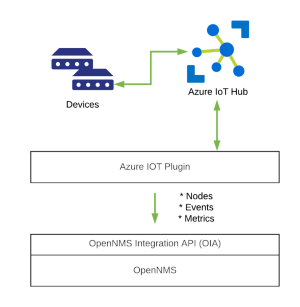 Devices
Azure IoT Hub
Azure IOT Plugin
* Nodes
* Events
* Metrics
OpenNMS Integration API (OIA)
OpenNMS